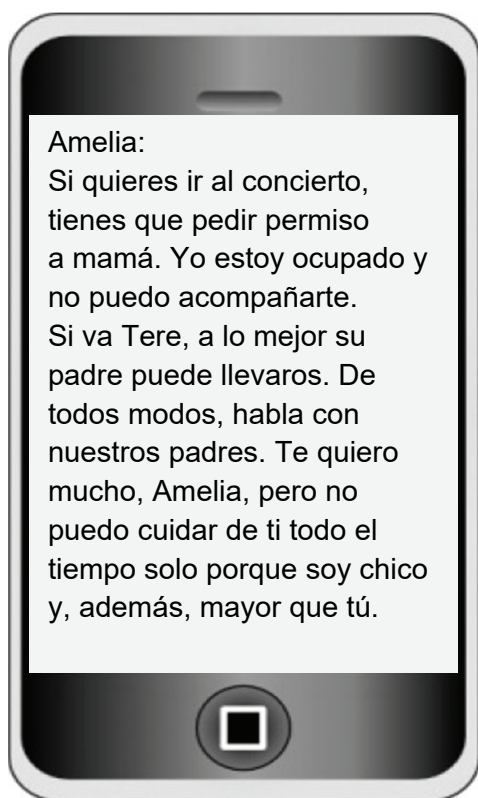 Amelia:
Si quieres ir al concierto,
tienes que pedir permiso
a mamá. Yo estoy ocupado y
no puedo acompañarte.
Si va Tere, a lo mejor su
padre puede llevaros. De
todos modos, habla con
nuestros padres. Te quiero
mucho, Amelia, pero no
puedo cuidar de ti todo el
tiempo solo porque soy chico
y, además, mayor que tú.